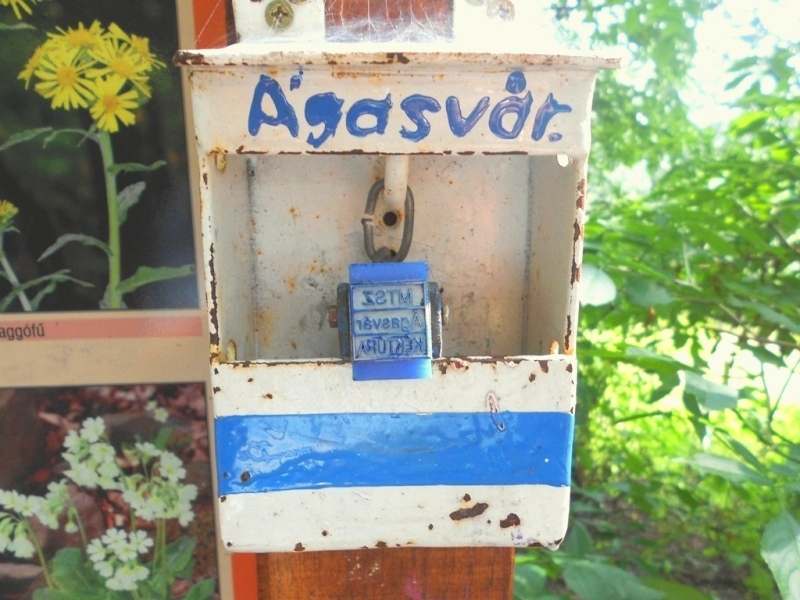 Ágasvár.
MTSZ
Ágasvár
KÉKTÚRA
aggófű